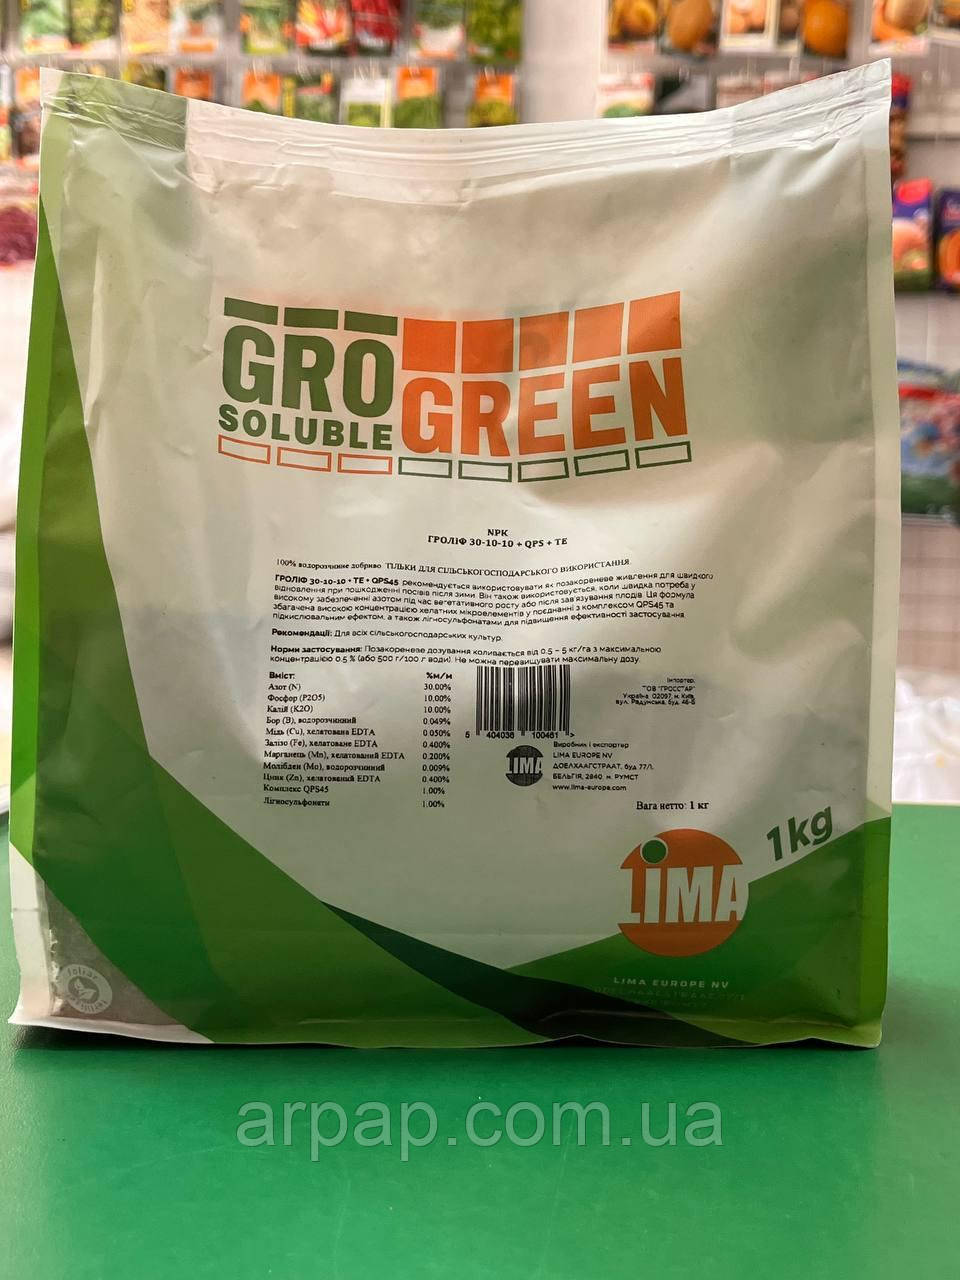 GRO
SOLUBLE
GREEN
NPK
ГРОЛІФ 30-10-10 + QPS + TE
100% водорозчинне добриво ТІЛЬКИ ДЛЯ СІЛЬСЬКОГОСПОДАРСЬКОГО ВИКОРИСТАННЯ.
ГРОЛІФ 30-10-10 + TE + QPS45 рекомендується використовувати як позакореневе живлення для швидкого
відновлення при пошкодженні посівів після зими. Він також використовується, коли швидка потреба у
високому забезпеченні азотом під час вегетативного росту або після зав'язування плодів. Ця формула
збагачена високою концентрацією хелатних мікроелементів у поєднанні з комплексом QPS45 та
підкислювальним ефектом, а також лігносульфонатами для підвищення ефективності застосування.
Рекомендації: Для всіх сільськогосподарських культур.
Норми застосування: Позакореневе дозування коливається від 0.5 – 5 кг/га з максимальною
концентрацією 0.5 % (або 500 г/100 г води). Не можна перевищувати максимальну дозу.
Вміст: %м/м
Азот (N) 30.00%
Фосфор (P2O5) 10.00%
Калій (K2O) 10.00%
Бор (B), водорозчинний 0.049%
Мідь (Cu), хелатована EDTA 0.050%
Залізо (Fe), хелатоване EDTA 0.400%
Марганець (Mn), хелатований EDTA 0.200%
Молібден (Mo), водорозчинний 0.009%
Цинк (Zn), хелатований EDTA 0.400%
Комплекс QPS45 1.00%
Лігносульфонати 1.00%
5 404036 100461 >
Імпортер:
ТОВ "ГРОССТАР"
Україна 02097, м. Київ,
вул. Радунська, буд. 46-Б
LIMA
Виробник і експортер
LIMA EUROPE NV
ДОЕЛХААГСТРААТ, буд 77/1,
БЕЛЬГІЯ, 2840, м. РУМСТ
www.lima-europe.com
Вага нетто: 1 кг
1kg
LIMA
LIMA EUROPE NV
foliar
arpap.com.ua